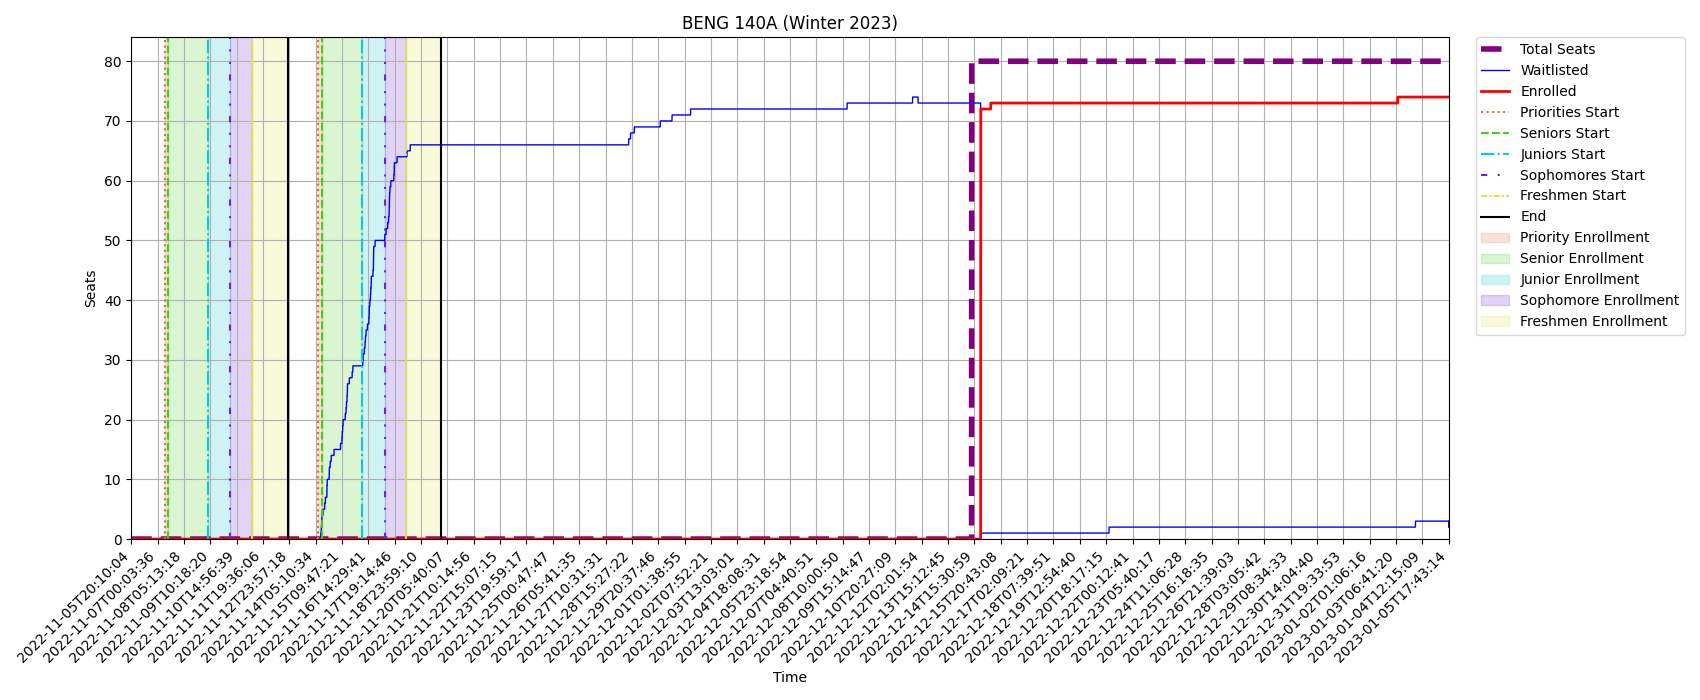 BENG 140A (Winter 2023)
Seats
80
70
60
50
40
30
20
10
0
2022-11-05T20:10:04
2022-11-07T00:03:36
2022-11-08T05:13:18
2022-11-09T10:18:20
2022-11-10T14:56:39
2022-11-11T19:36:06
2022-11-12T23:57:18
2022-11-14T05:10:34
2022-11-15T09:47:21
2022-11-16T14:29:41
2022-11-17T19:14:46
2022-11-18T23:59:10
2022-11-20T05:40:07
2022-11-21T10:14:56
2022-11-22T15:07:15
2022-11-23T19:59:17
2022-11-25T00:47:47
2022-11-26T05:41:35
2022-11-27T10:31:31
2022-11-28T15:27:22
2022-11-29T20:37:46
2022-12-01T01:38:55
2022-12-02T07:52:21
2022-12-03T13:03:01
2022-12-04T18:08:31
2022-12-05T23:18:54
2022-12-07T04:40:51
2022-12-08T10:00:50
2022-12-09T15:14:47
2022-12-10T20:27:09
2022-12-12T02:01:54
2022-12-13T15:12:45
2022-12-14T15:30:59
2022-12-15T20:43:08
2022-12-17T02:09:21
2022-12-18T07:39:51
2022-12-19T12:54:40
2022-12-20T18:17:15
2022-12-22T00:12:41
2022-12-23T05:40:17
2022-12-24T11:06:28
2022-12-25T16:18:35
2022-12-26T21:39:03
2022-12-28T03:05:42
2022-12-29T08:34:33
2022-12-30T14:04:40
2022-12-31T19:33:53
2023-01-02T01:06:16
2023-01-03T06:41:20
2023-01-04T12:15:09
2023-01-05T17:43:14
Time
Total Seats
Waitlisted
Enrolled
Priorities Start
Seniors Start
Juniors Start
Sophomores Start
Freshmen Start
End
Priority Enrollment
Senior Enrollment
Junior Enrollment
Sophomore Enrollment
Freshmen Enrollment